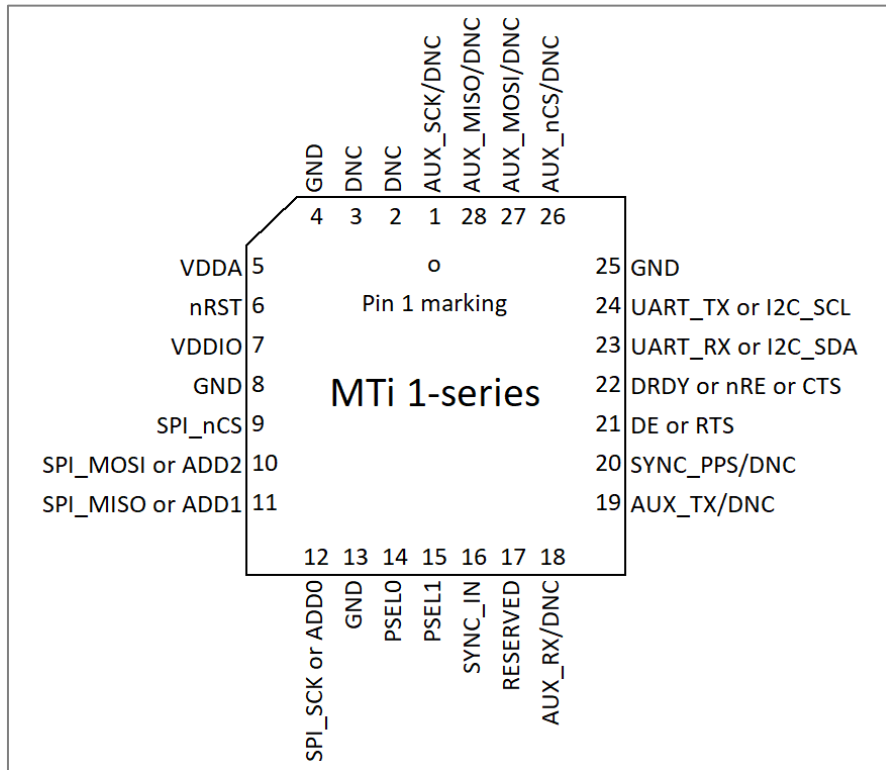 GND
DNC
DNC
AUX_SCK/DNC
AUX_MISO/DNC
AUX_MOSI/DNC
AUX_nCS/DNC
4 3 2 1 28 27 26
VDDA 5 o 25 GND
Pin 1 marking
nRST 6 24 UART_TX or I2C_SCL
VDDIO 7 23 UART_RX or I2C_SDA
GND 8 MTi 1-series 22 DRDY or nRE or CTS
SPI_nCS 9 21 DE or RTS
SPI_MOSI or ADD2 10 20 SYNC_PPS/DNC
SPI_MISO or ADD1 11 19 AUX_TX/DNC
12 13 14 15 16 17 18
SPI_SCK or ADD0
GND
PSEL0
PSEL1
SYNC_IN
RESERVED
AUX_RX/DNC